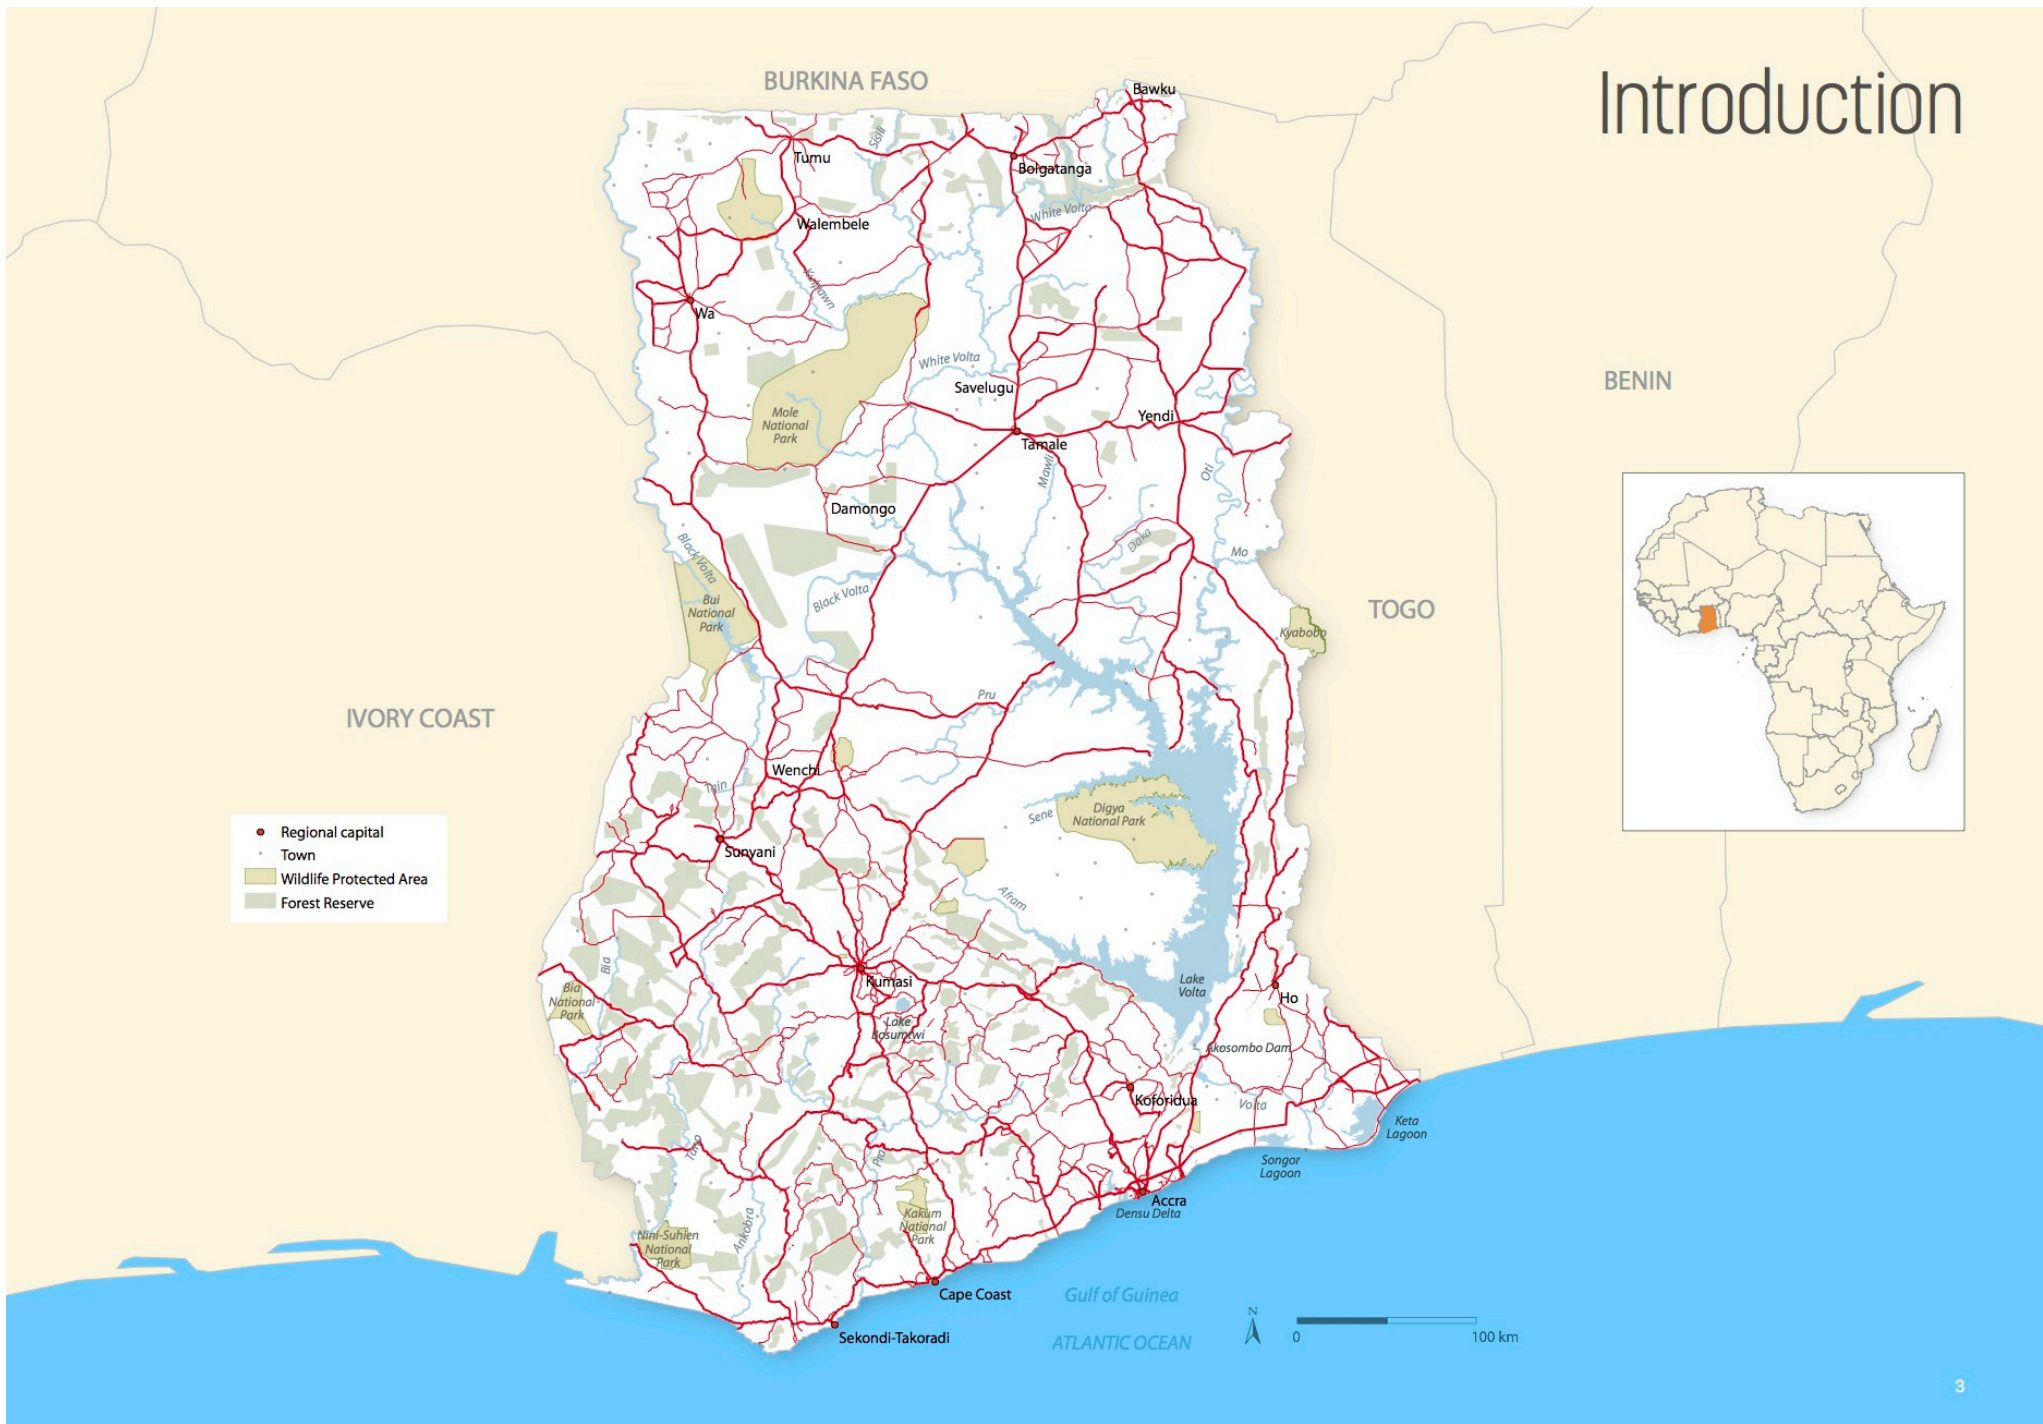 Introduction
BURKINA FASO
Bawku
Sisili
Tumu
Bolgatanga
White Volta
Walembele
Kulpawn
Wa
White Volta
BENIN
Savelugu
Mole
National
Park
Yendi
Tamale
Mawli
Oti
Damongo
Black Volta
Daka
Mo
Bui
National
Park
Black Volta
TOGO
Kyabobo
Pru
IVORY COAST
Wenchi
Tain
Sene
Digya
National Park
Regional capital
Town
Wildlife Protected Area
Forest Reserve
Sunyani
Afram
Bia
Kumasi
Lake
Volta
Ho
Bia
National
Park
Lake
Bosumtwi
Akosombo Dam
Koforidua
Volta
Keta
Lagoon
Tano
Pra
Songor
Lagoon
Accra
Densu Delta
Kakum
National
Park
Ankobra
Nini-Suhien
National
Park
Cape Coast
Gulf of Guinea
N
0
100 km
Sekondi-Takoradi
ATLANTIC OCEAN
3